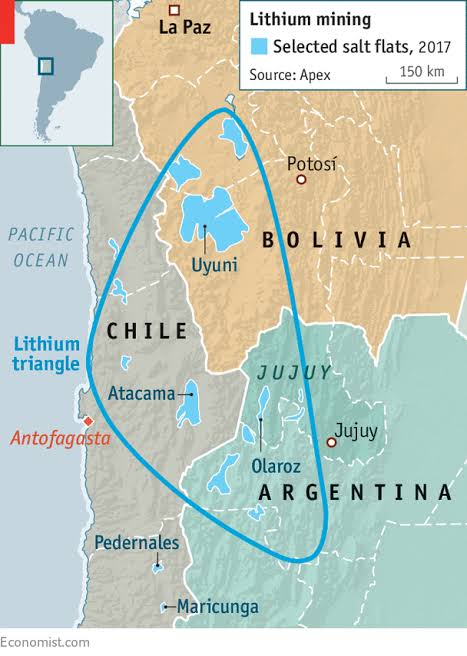 Lithium mining
Selected salt flats, 2017
Source: Apex
150 km
La Paz
Potosí
PACIFIC
OCEAN
BOLIVIA
Uyuni
CHILE
Lithium
triangle
JUJUY
Atacama
Antofagasta
Jujuy
Olaroz
ARGENTINA
Pedernales
Maricunga
Economist.com